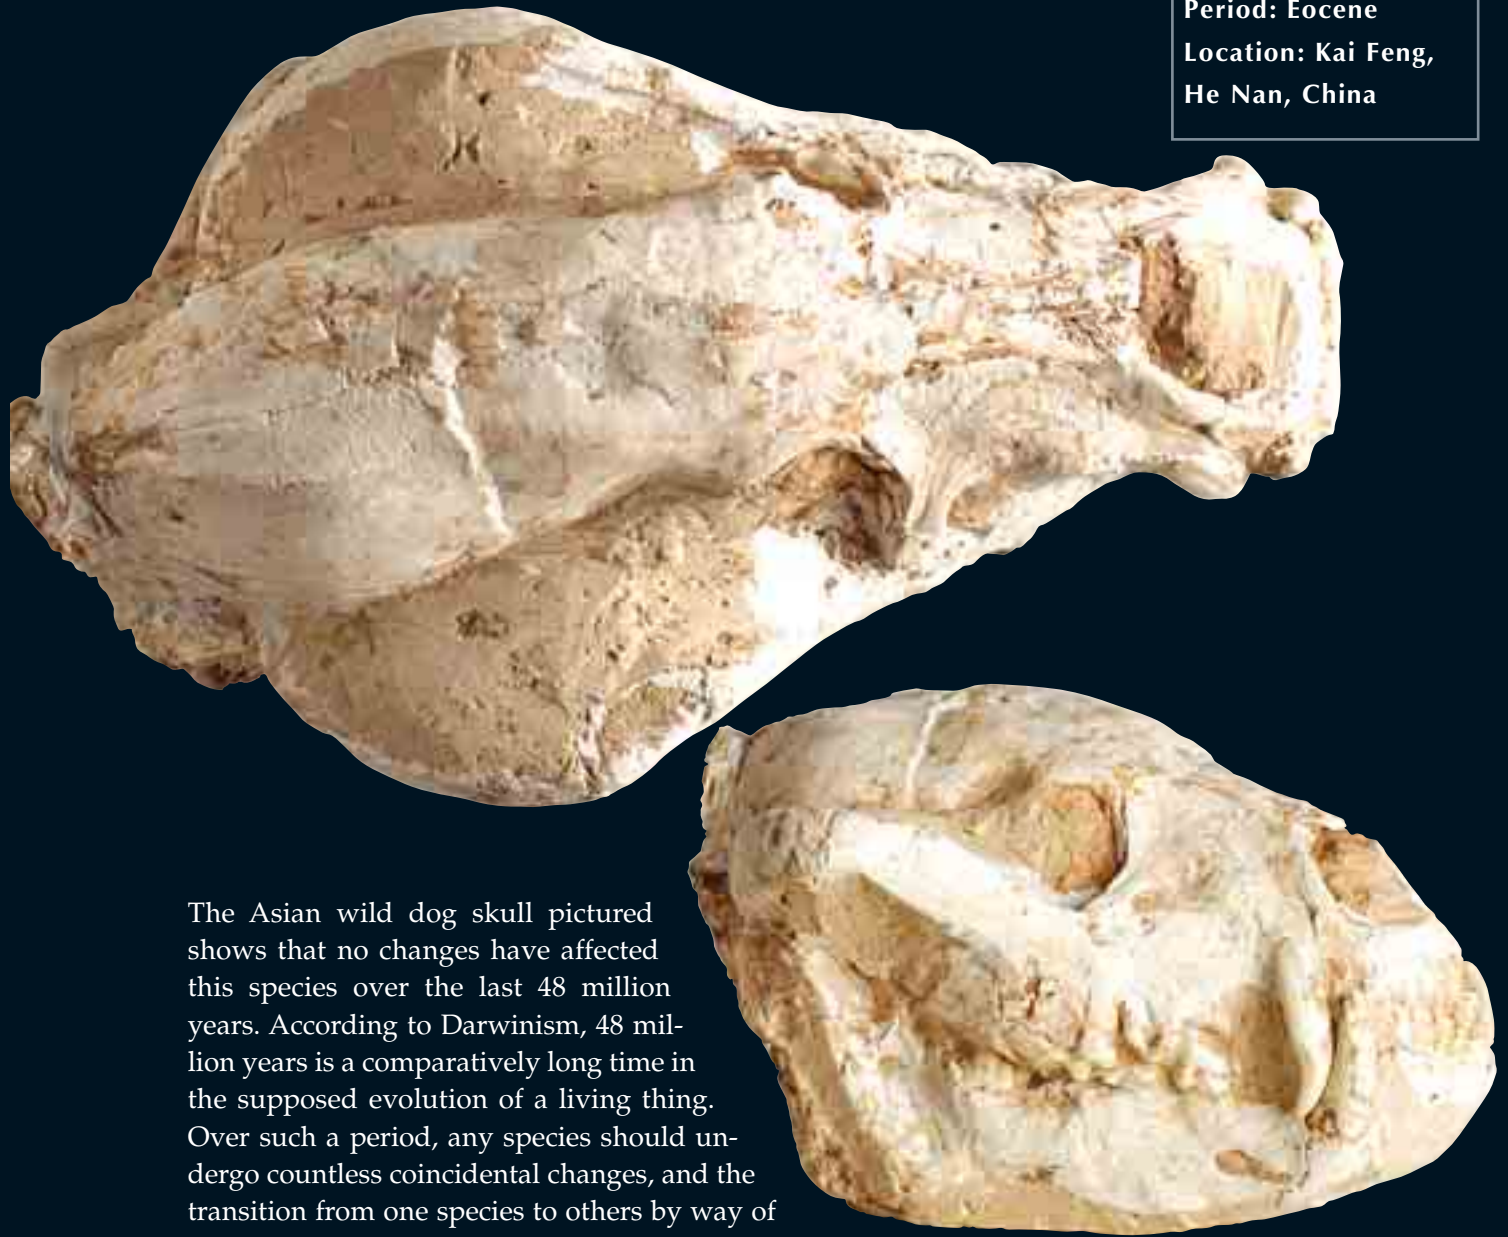 Period: Eocene
Location: Kai Feng,
He Nan, China
The Asian wild dog skull pictured
shows that no changes have affected
this species over the last 48 million
years. According to Darwinism, 48 mil-
lion years is a comparatively long time in
the supposed evolution of a living thing.
Over such a period, any species should un-
dergo countless coincidental changes, and the
transition from one species to others by way of